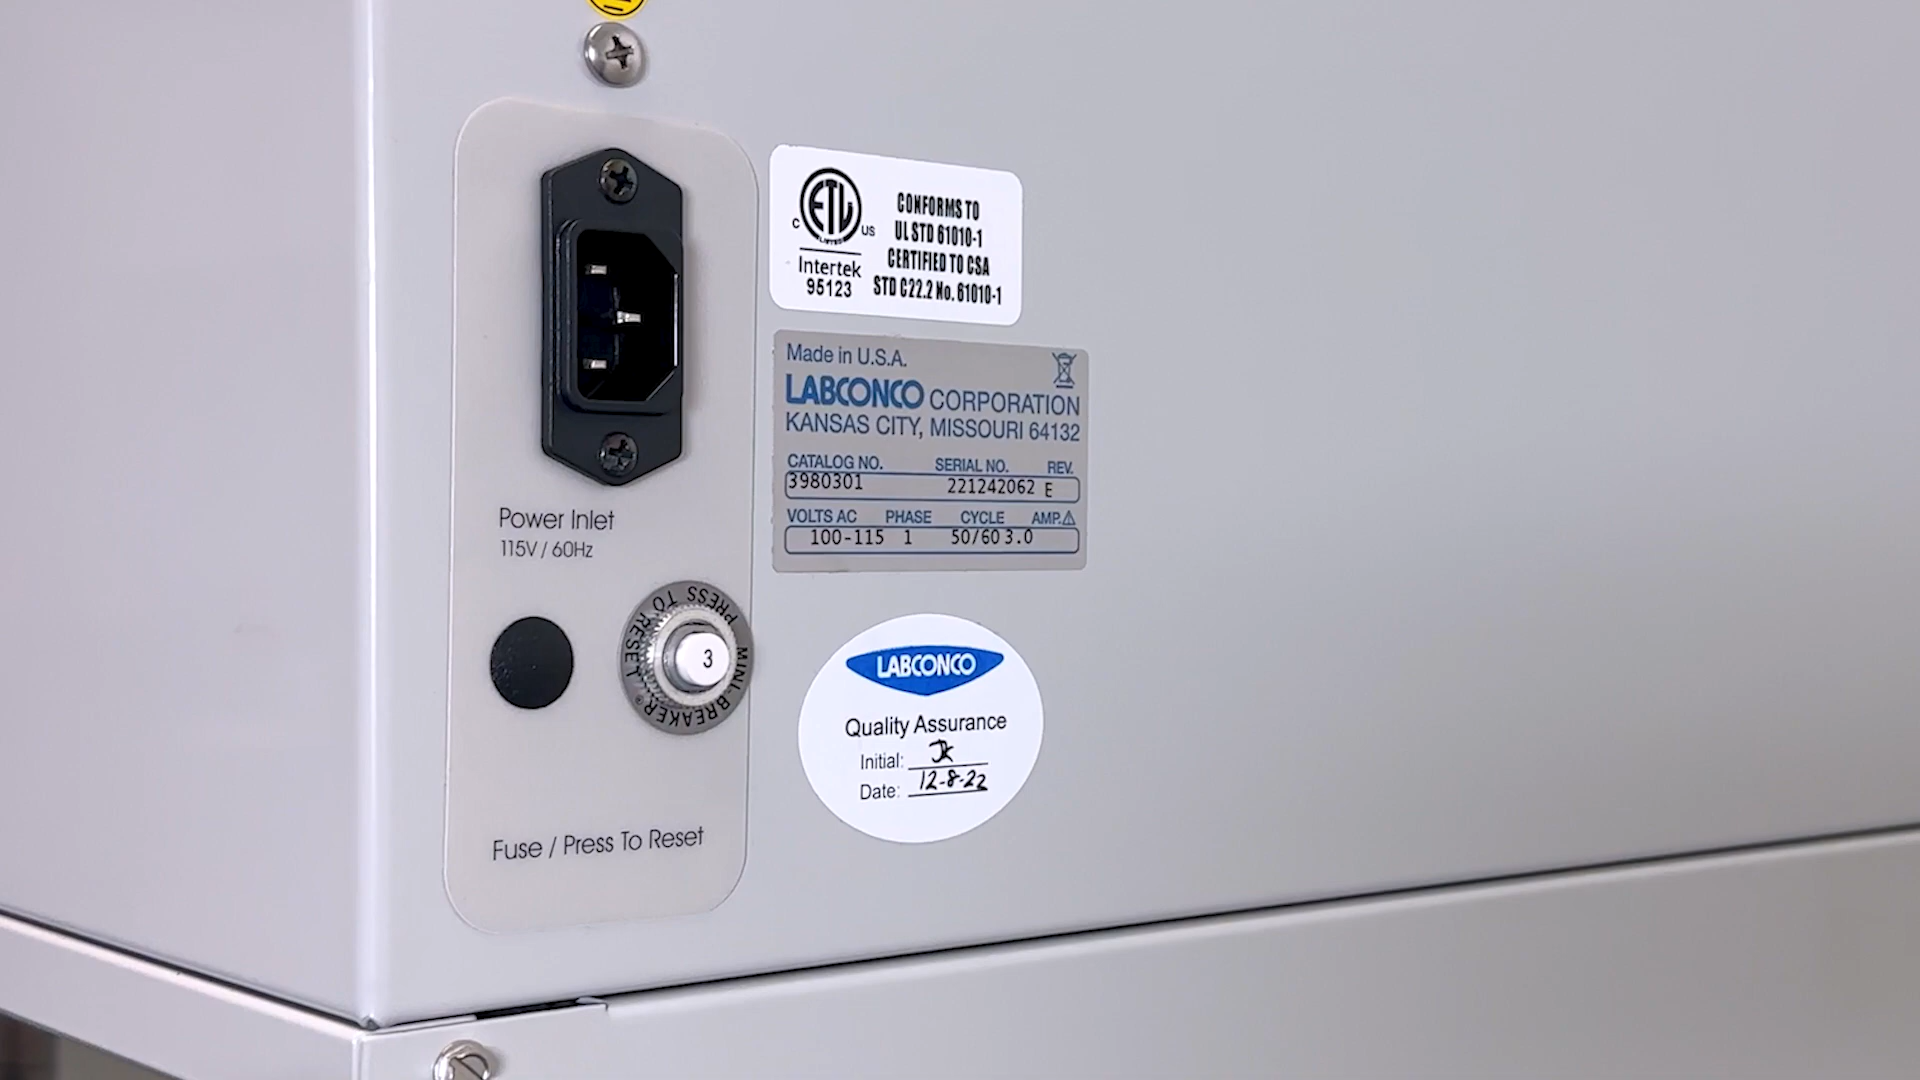 C ETL US
LISTED
Intertek
95123
CONFORMS TO
UL STD 61010-1
CERTIFIED TO CSA
STD C22.2 No. 61010-1
Made in U.S.A.
LABCONCO CORPORATION
KANSAS CITY, MISSOURI 64132
CATALOG NO. SERIAL NO. REV.
3980301 221242062 E
VOLTS AC PHASE CYCLE AMP.
100-115 1 50/60 3.0
Power Inlet
115V / 60Hz
PRESS TO RESET
MINI-BREAKER®
3
Fuse / Press To Reset
LABCONCO
Quality Assurance
Initial: JK
Date: 12-8-22